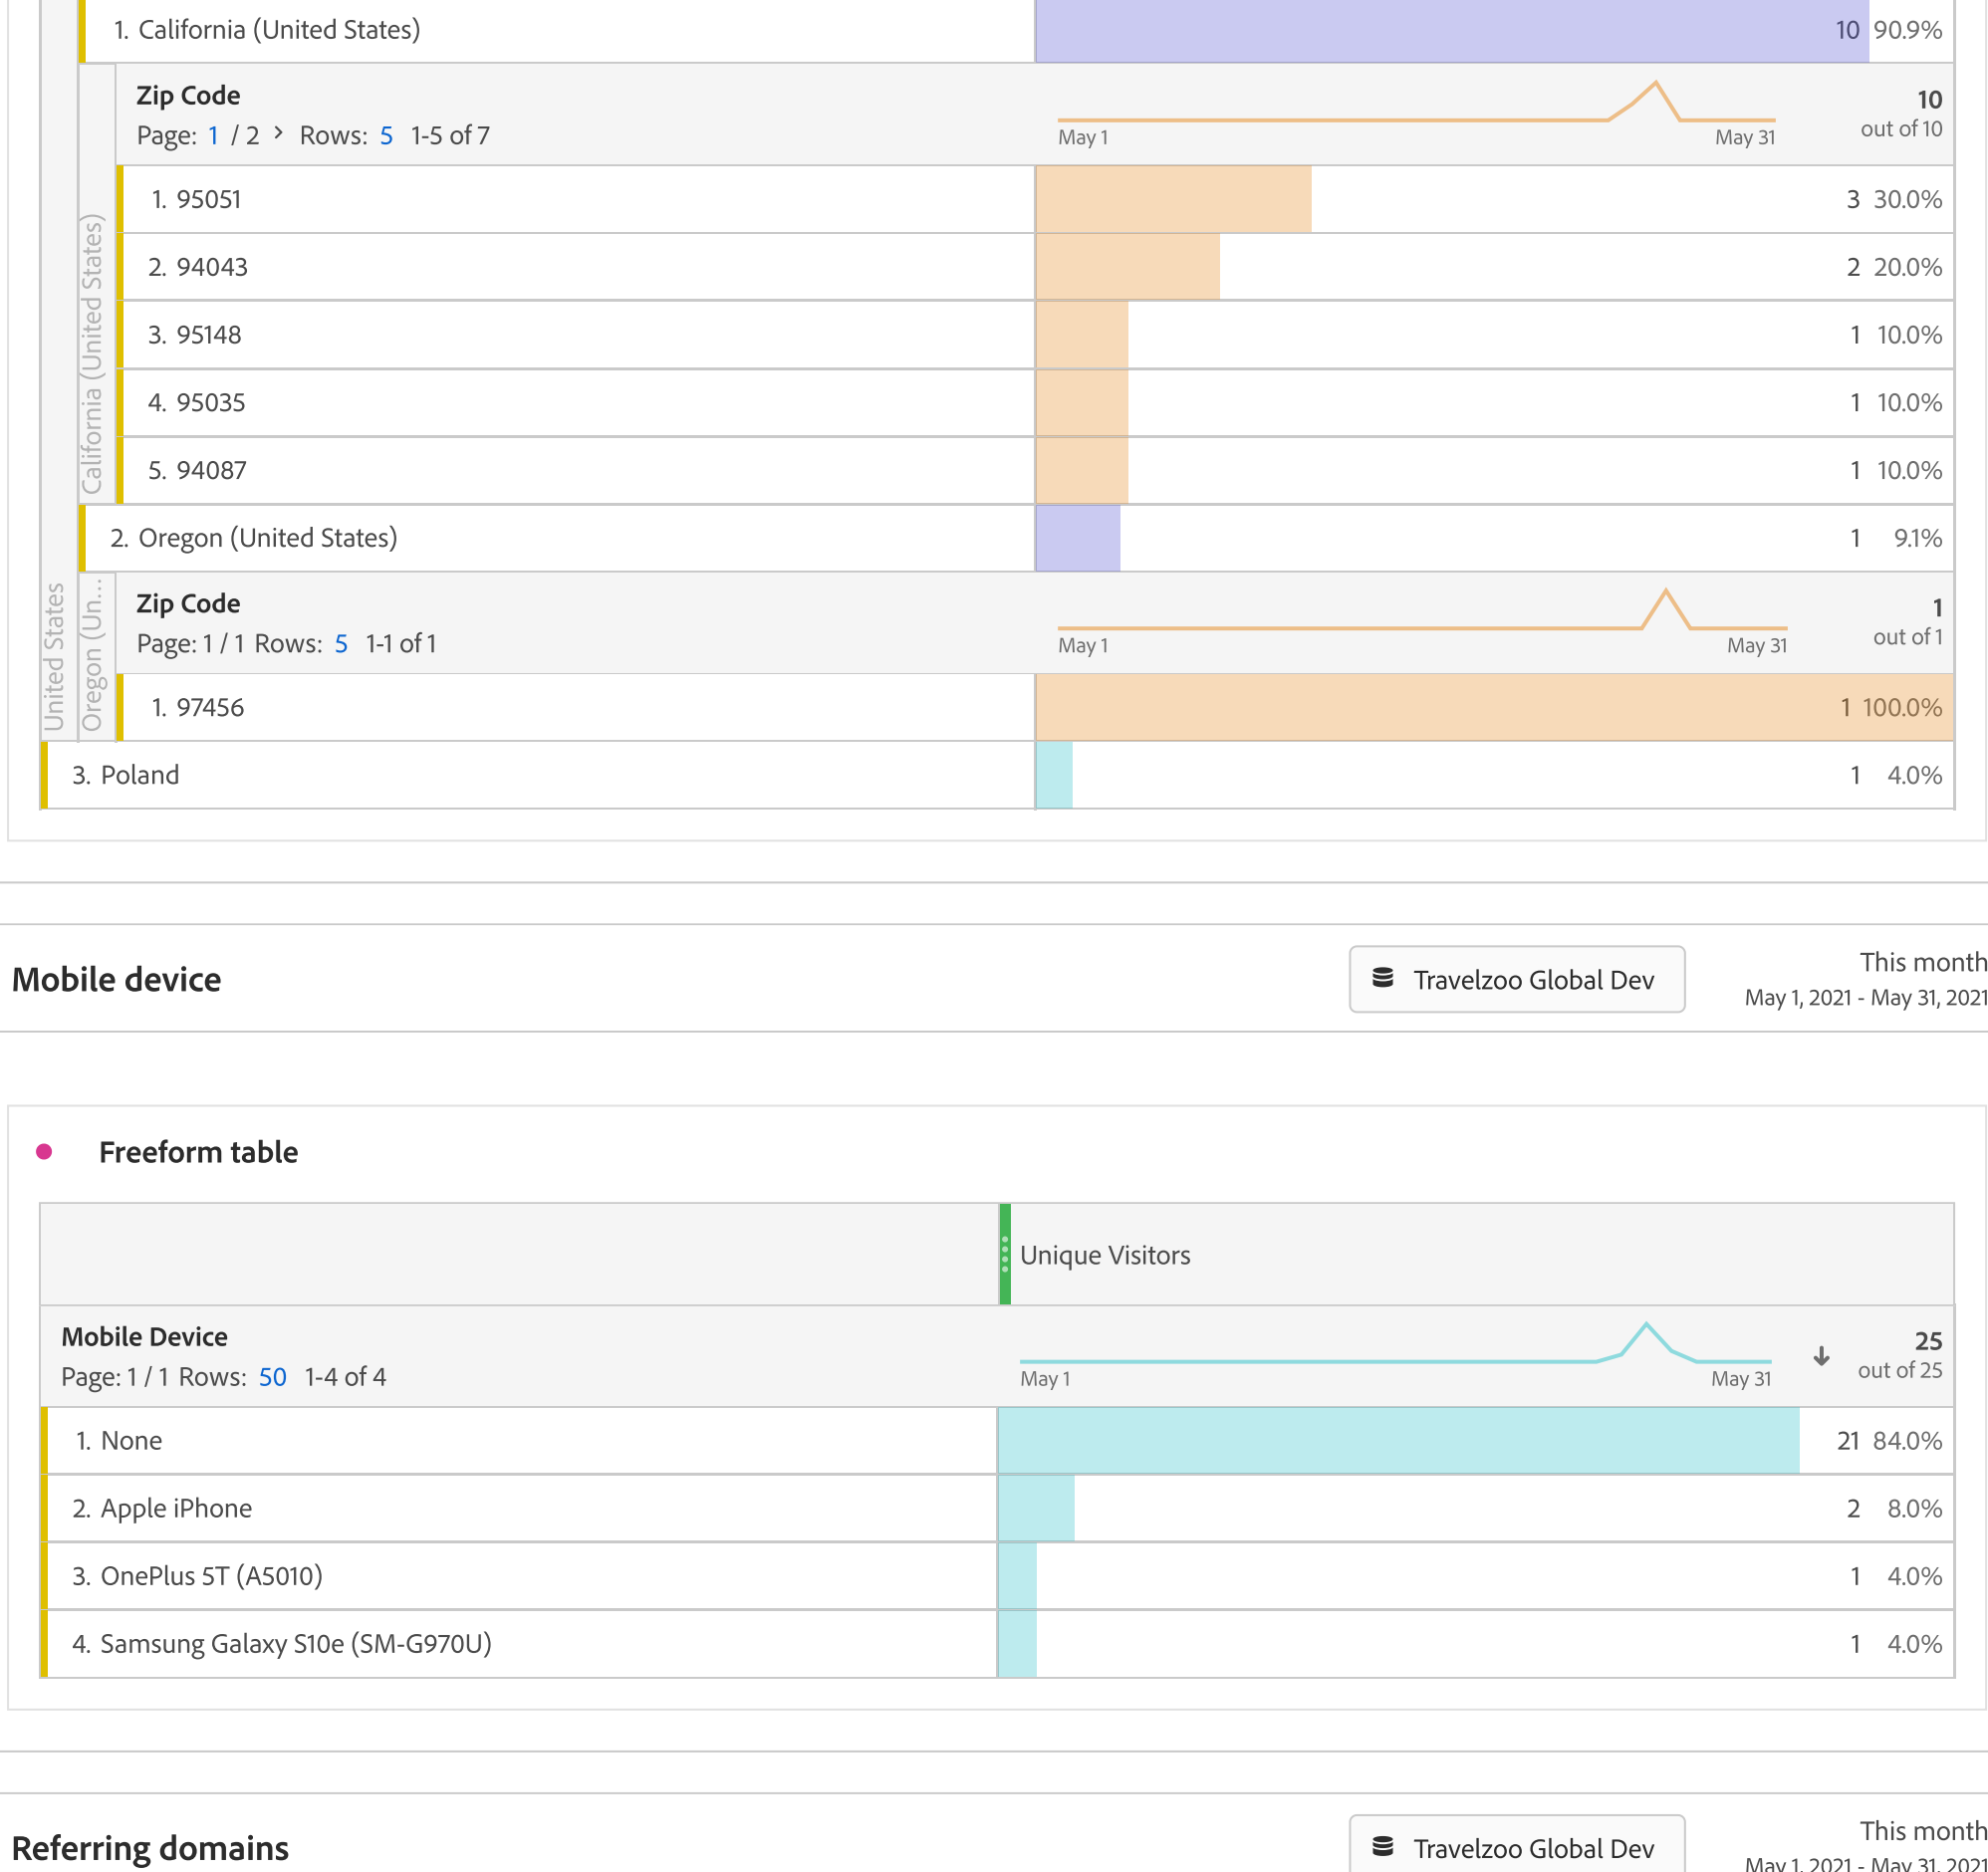 1. California (United States) 10 90.9%
Zip Code 10
Page: 1 / 2 > Rows: 5 1-5 of 7 May 1 May 31 out of 10
California (United States)
1. 95051 3 30.0%
2. 94043 2 20.0%
3. 95148 1 10.0%
4. 95035 1 10.0%
5. 94087 1 10.0%
2. Oregon (United States) 1 9.1%
United States
Oregon (Un...
Zip Code 1
Page: 1 / 1 Rows: 5 1-1 of 1 May 1 May 31 out of 1
1. 97456 1 100.0%
3. Poland 1 4.0%
Mobile device Travelzoo Global Dev This month
May 1, 2021 - May 31, 2021
Freeform table
Unique Visitors
Mobile Device 25
Page: 1 / 1 Rows: 50 1-4 of 4 May 1 May 31 out of 25
1. None 21 84.0%
2. Apple iPhone 2 8.0%
3. OnePlus 5T (A5010) 1 4.0%
4. Samsung Galaxy S10e (SM-G970U) 1 4.0%
Referring domains Travelzoo Global Dev This month
May 1, 2021 - May 31, 2021